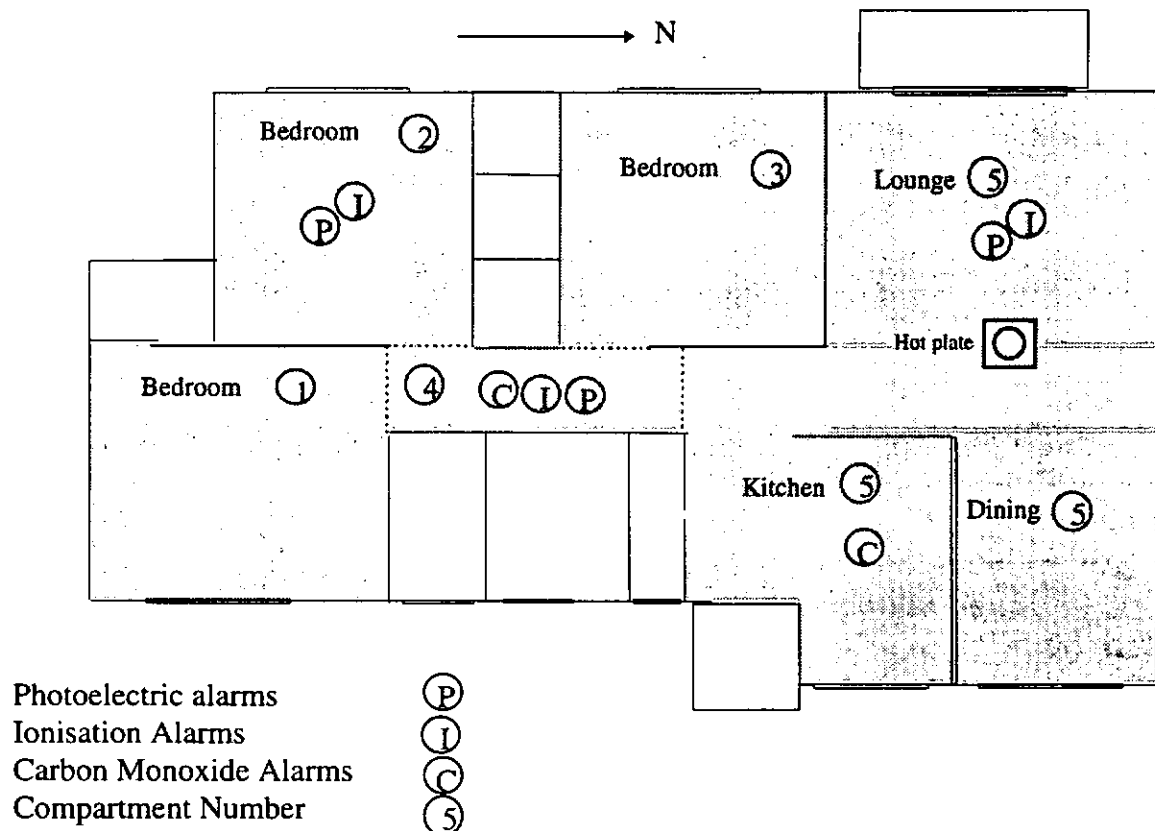 N
Bedroom 2
I
P
Bedroom 3
Lounge 5
I
P
Hot plate
Bedroom 1
4 C I P
Kitchen 5
C
Dining 5
Photoelectric alarms P
Ionisation Alarms I
Carbon Monoxide Alarms C
Compartment Number 5